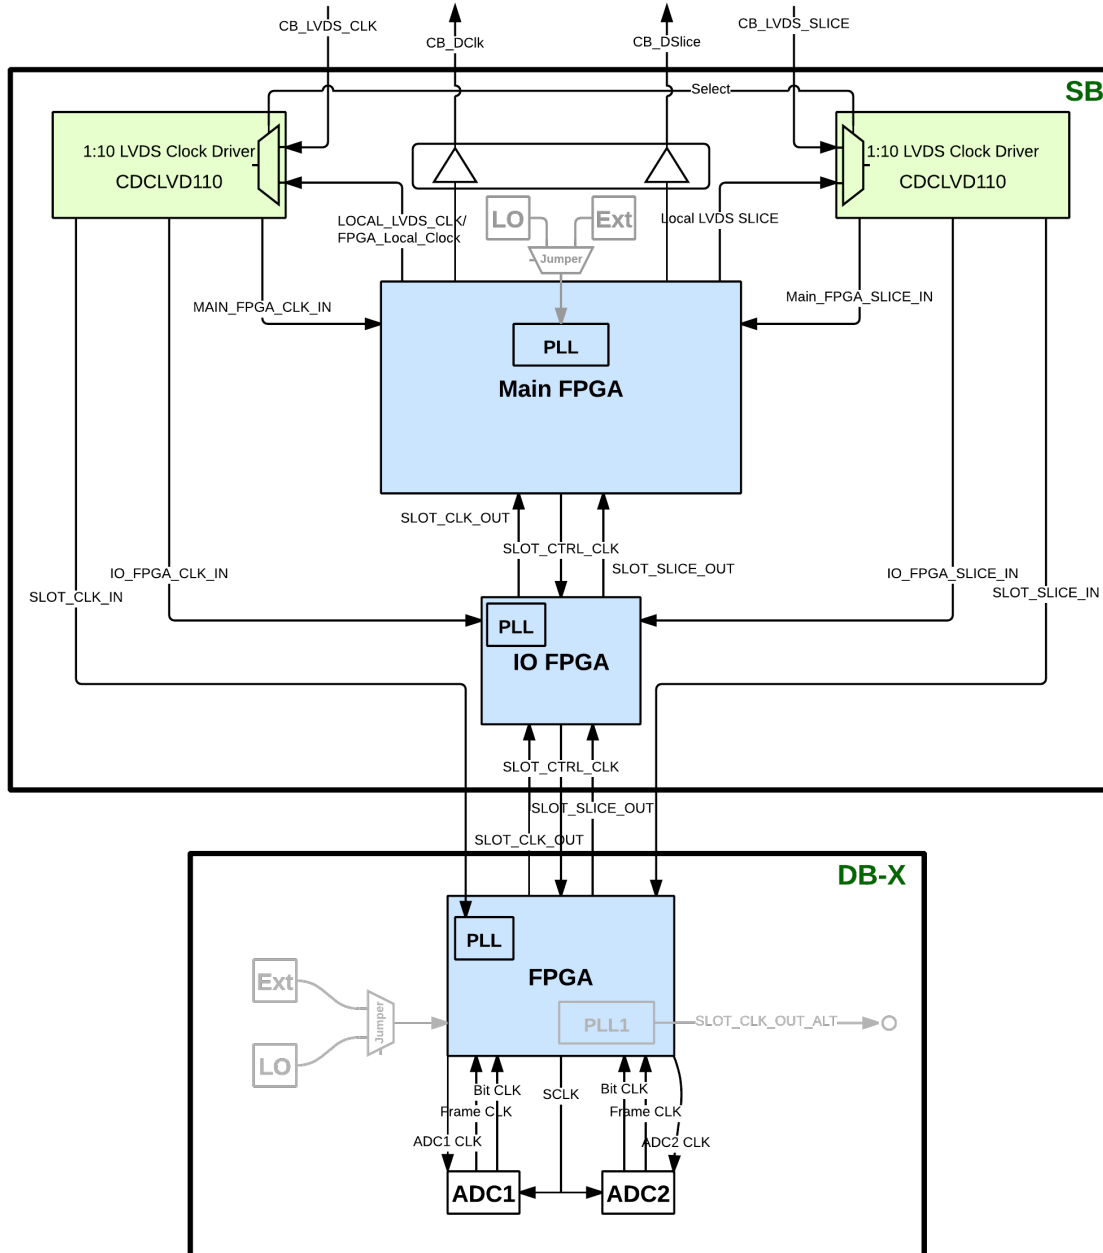 CB_LVDS_CLK
CB_DClk
CB_DSlice
CB_LVDS_SLICE
Select
SB
1:10 LVDS Clock Driver
CDCLVD110
1:10 LVDS Clock Driver
CDCLVD110
LO
Ext
LOCAL_LVDS_CLK/
FPGA_Local_Clock
Local LVDS SLICE
Jumper
MAIN_FPGA_CLK_IN
Main_FPGA_SLICE_IN
PLL
Main FPGA
SLOT_CLK_OUT
SLOT_CTRL_CLK
SLOT_SLICE_OUT
IO_FPGA_CLK_IN
IO_FPGA_SLICE_IN
SLOT_CLK_IN
SLOT_SLICE_IN
PLL
IO FPGA
SLOT_CTRL_CLK
SLOT_SLICE_OUT
SLOT_CLK_OUT
DB-X
PLL
FPGA
Ext
Jumper
LO
PLL1
SLOT_CLK_OUT_ALT
Bit CLK
SCLK
Bit CLK
Frame CLK
Frame CLK
ADC1 CLK
ADC2 CLK
ADC1
ADC2